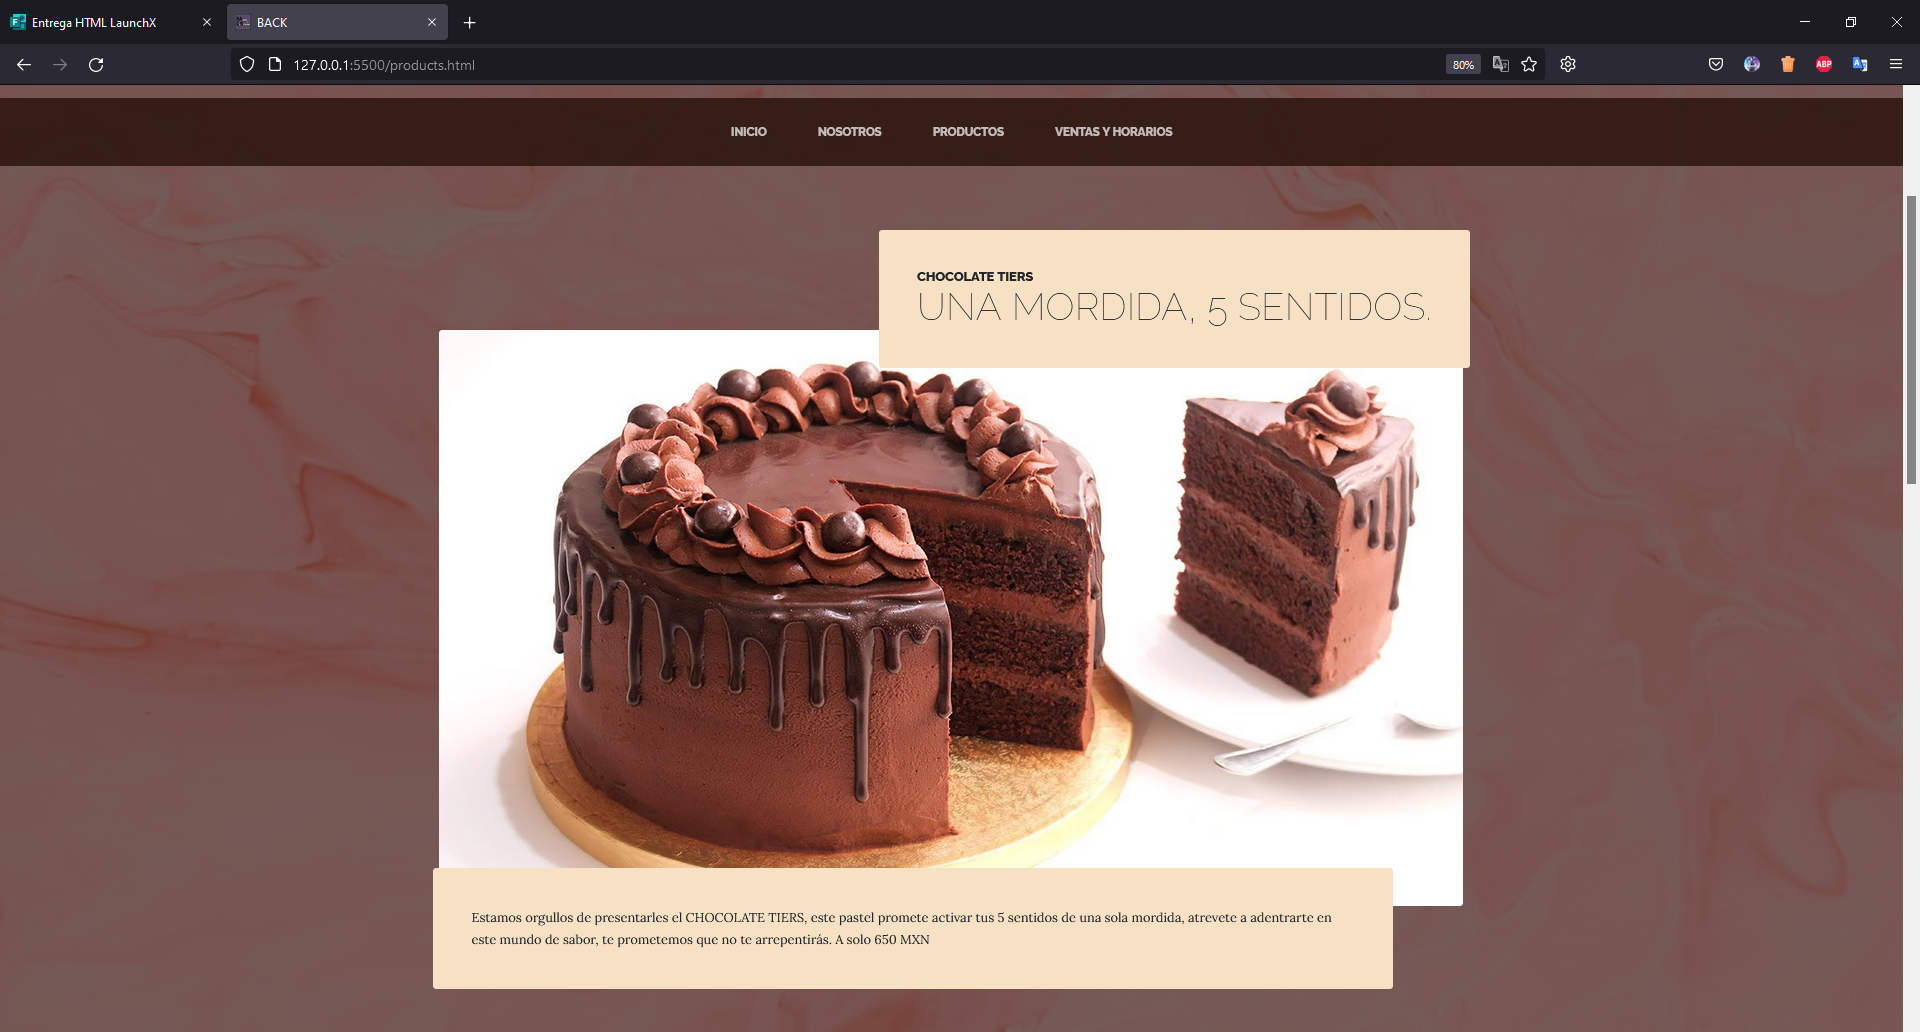 Entrega HTML LaunchX
BACK
127.0.0.1:5500/products.html
80%
ABP
INICIO
NOSOTROS
PRODUCTOS
VENTAS Y HORARIOS
CHOCOLATE TIERS
UNA MORDIDA, 5 SENTIDOS.
Estamos orgullos de presentarles el CHOCOLATE TIERS, este pastel promete activar tus 5 sentidos de una sola mordida, atrevete a adentrarte en
este mundo de sabor, te prometemos que no te arrepentirás. A solo 650 MXN